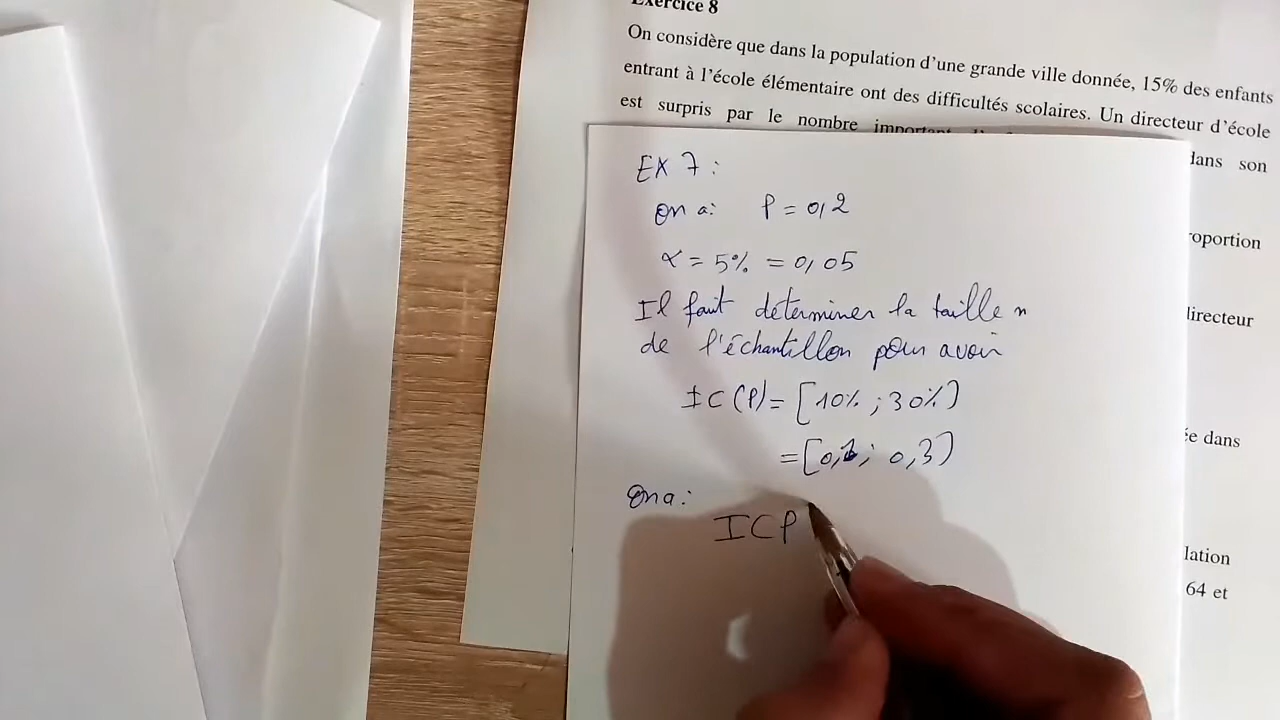 Exercice 8
On considère que dans la population d'une grande ville donnée, 15% des enfants
entrant à l'école élémentaire ont des difficultés scolaires. Un directeur d'école
est surpris par le nombre important
dans son
roportion
directeur
ée dans
lation
64 et
EX 7 :
on a: P = 0,2
α = 5% = 0,05
Il faut déterminer la taille n
de l'échantillon pour avoir
IC (P) = [10% ; 30%]
= [0,1 ; 0,3]
on a:
ICP